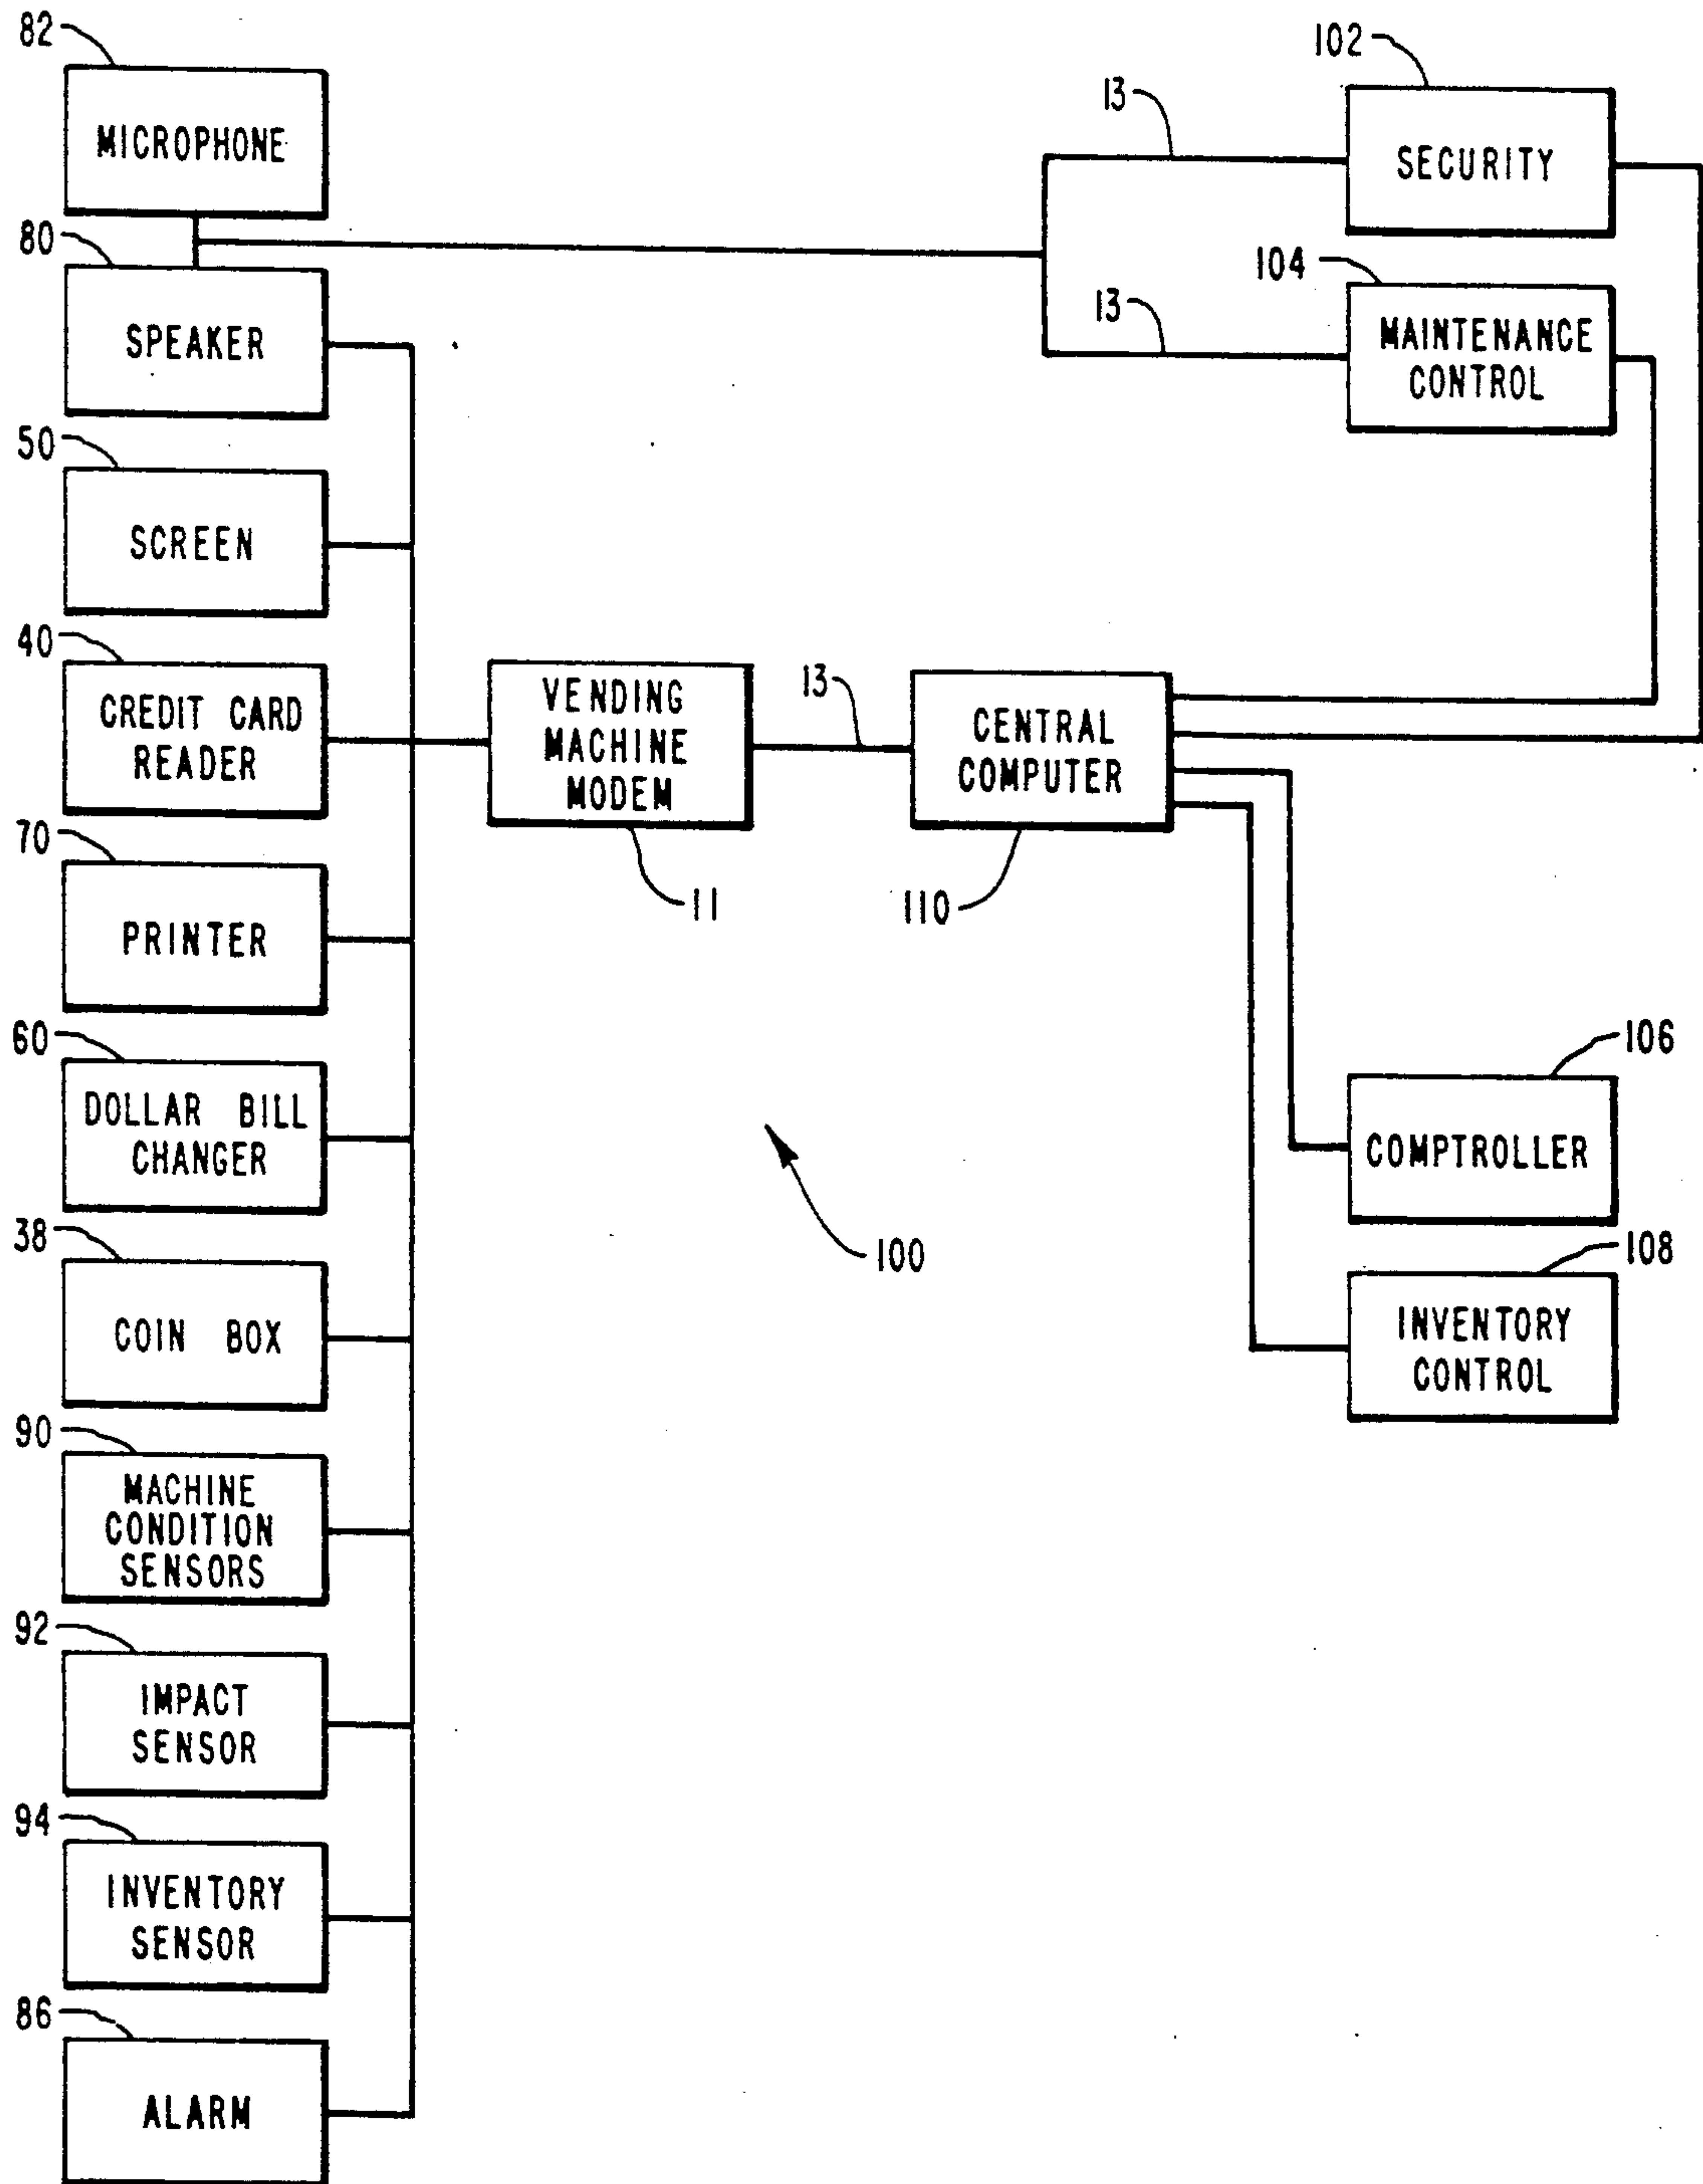 82
MICROPHONE
80
SPEAKER
50
SCREEN
40
CREDIT CARD
READER
70
PRINTER
60
DOLLAR BILL
CHANGER
38
COIN BOX
90
MACHINE
CONDITION
SENSORS
92
IMPACT
SENSOR
94
INVENTORY
SENSOR
86
ALARM
VENDING
MACHINE
MODEM
11
13
CENTRAL
COMPUTER
110
13
102
SECURITY
13
104
MAINTENANCE
CONTROL
100
106
COMPTROLLER
108
INVENTORY
CONTROL